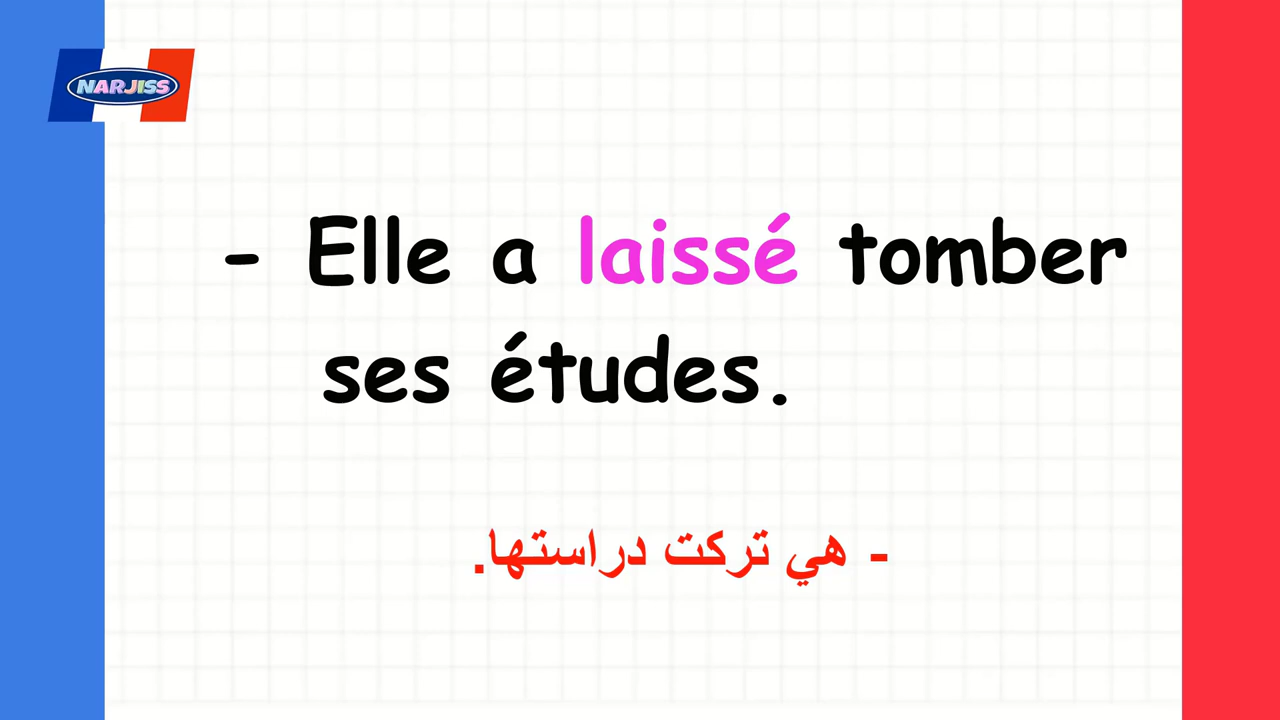 NARJISS
- Elle a laissé tomber
ses études.
- هي تركت دراستها.